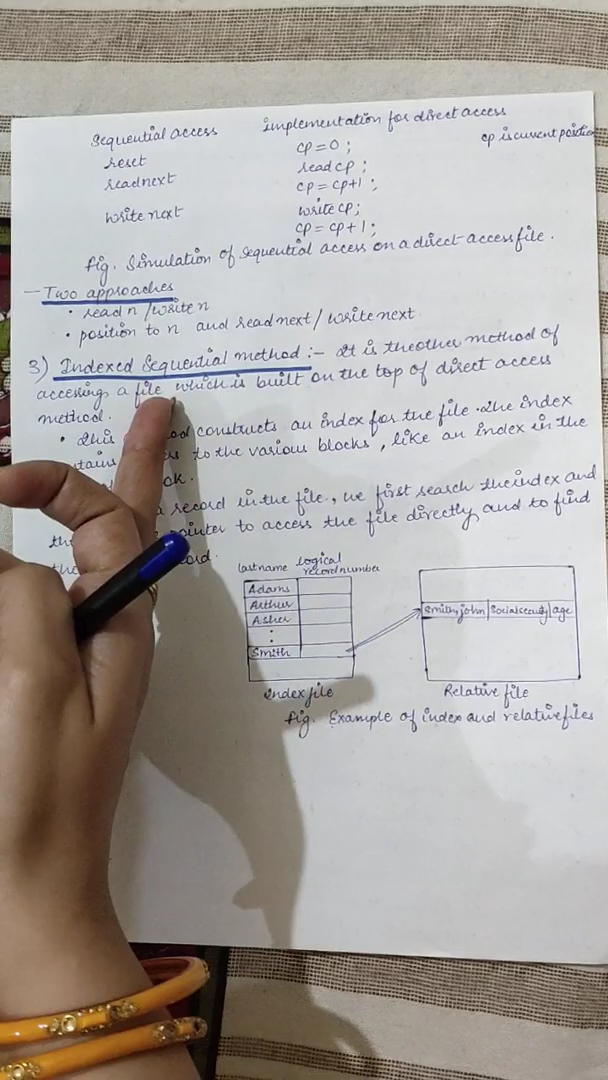 Sequential access implementation for direct access
reset cp = 0 ; cp is current position
readnext read cp ;
cp = cp+1 ;
write next write cp;
cp = cp+1 ;
fig. Simulation of Sequential access on a direct access file.
— Two approaches
• read n / write n
• position to n and read next / write next
3) Indexed Sequential method :- It is the other method of
accessing a file which is built on the top of direct access
method.
• This constructs an index for the file. The index
to the various blocks, like an index in the
record in the file, we first search the index and
pointer to access the file directly and to find
the
last name logical
record number
Adams
Arthur
Asher
:
Smith
Smith, john | Social security | age
Index file Relative file
fig. Example of index and relative files